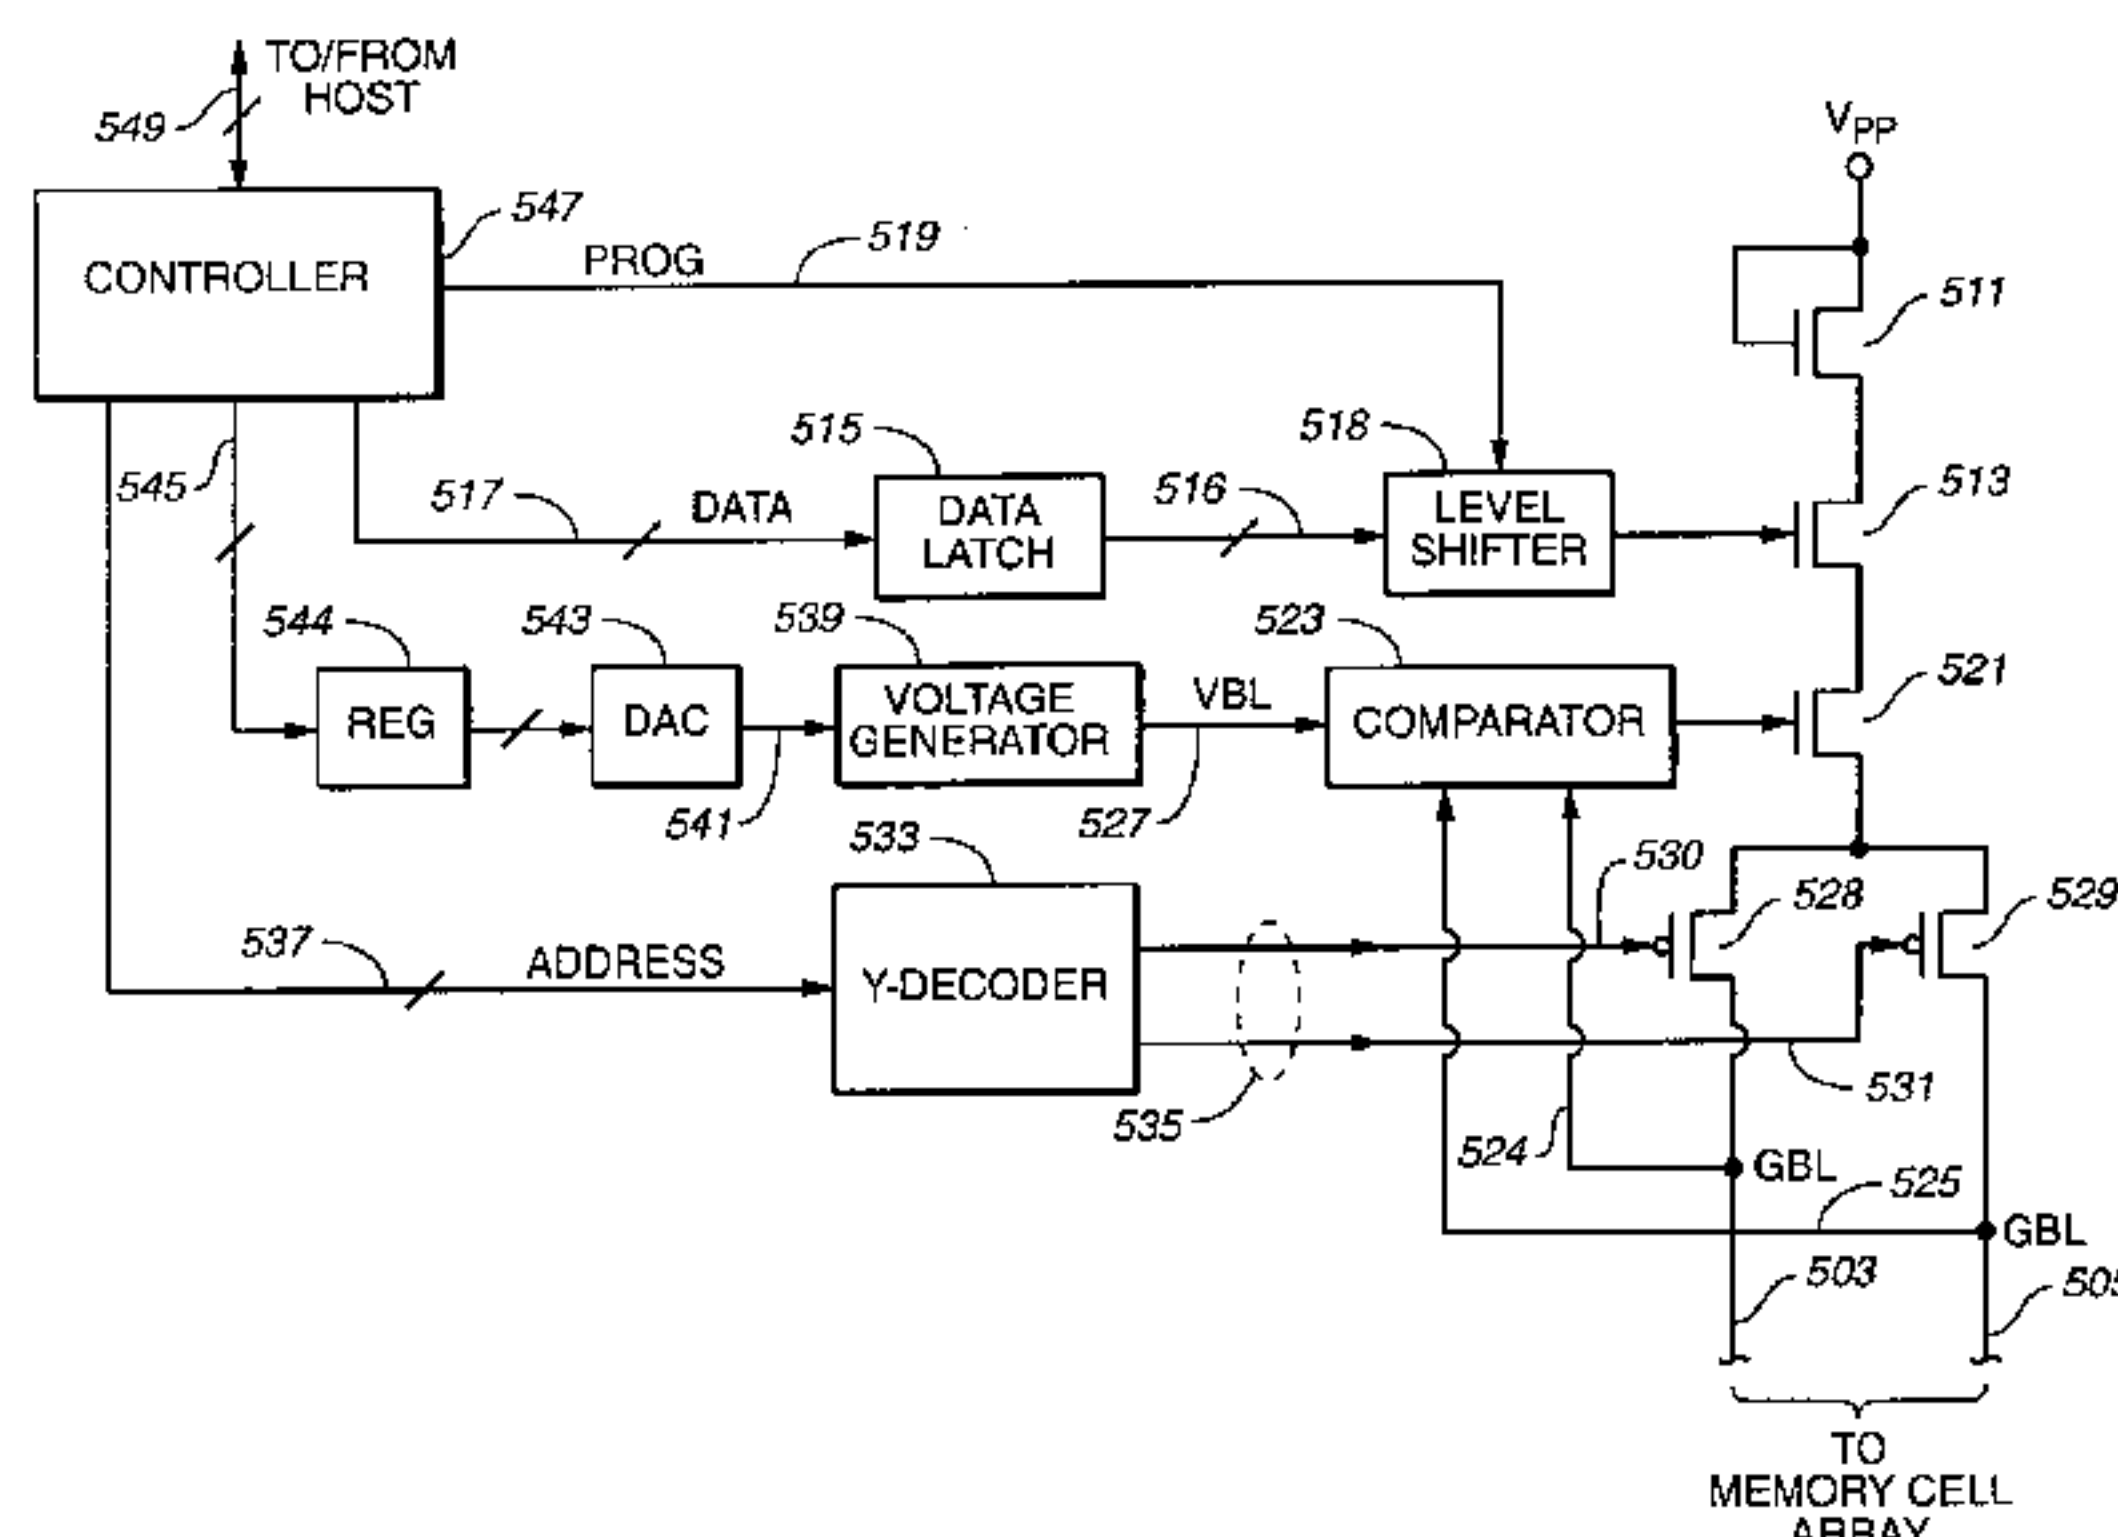 TO/FROM
HOST
549
VPP
CONTROLLER
547
PROG
519
511
545
517
DATA
515
DATA
LATCH
516
518
LEVEL
SHIFTER
513
544
REG
543
DAC
541
539
VOLTAGE
GENERATOR
VBL
527
523
COMPARATOR
521
533
Y-DECODER
537
ADDRESS
535
530
528
529
531
524
GBL
525
GBL
503
TO
MEMORY CELL
ARRAY